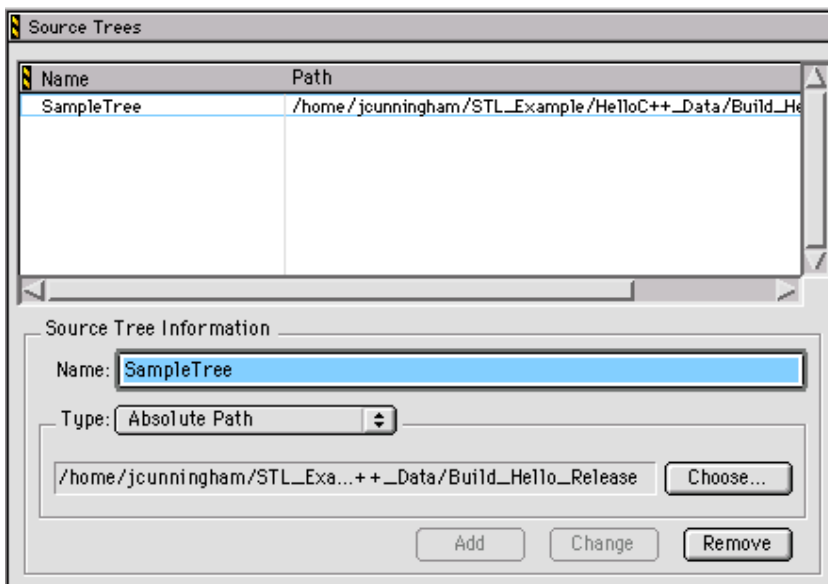 Source Trees
Name Path
SampleTree /home/jcunningham/STL_Example/HelloC++_Data/Build_He
Source Tree Information
Name: SampleTree
Type: Absolute Path
/home/jcunningham/STL_Exa...++_Data/Build_Hello_Release Choose...
Add Change Remove